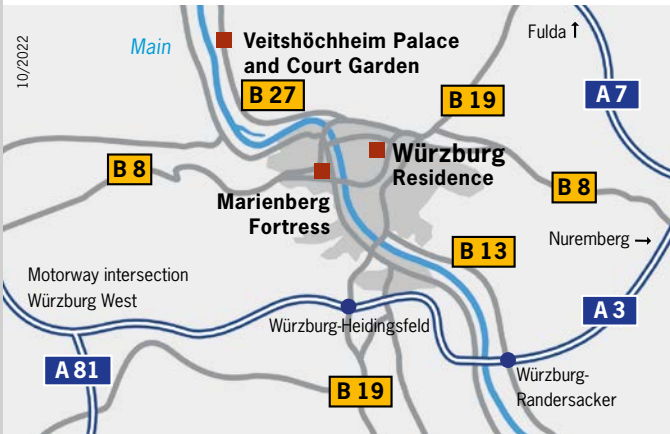 10/2022
Main
Veitshöchheim Palace
and Court Garden
Fulda ↑
B 27
B 19
A 7
B 8
Würzburg
Residence
B 8
Marienberg
Fortress
Nuremberg →
B 13
Motorway intersection
Würzburg West
A 3
Würzburg-Heidingsfeld
A 81
B 19
Würzburg-
Randersacker